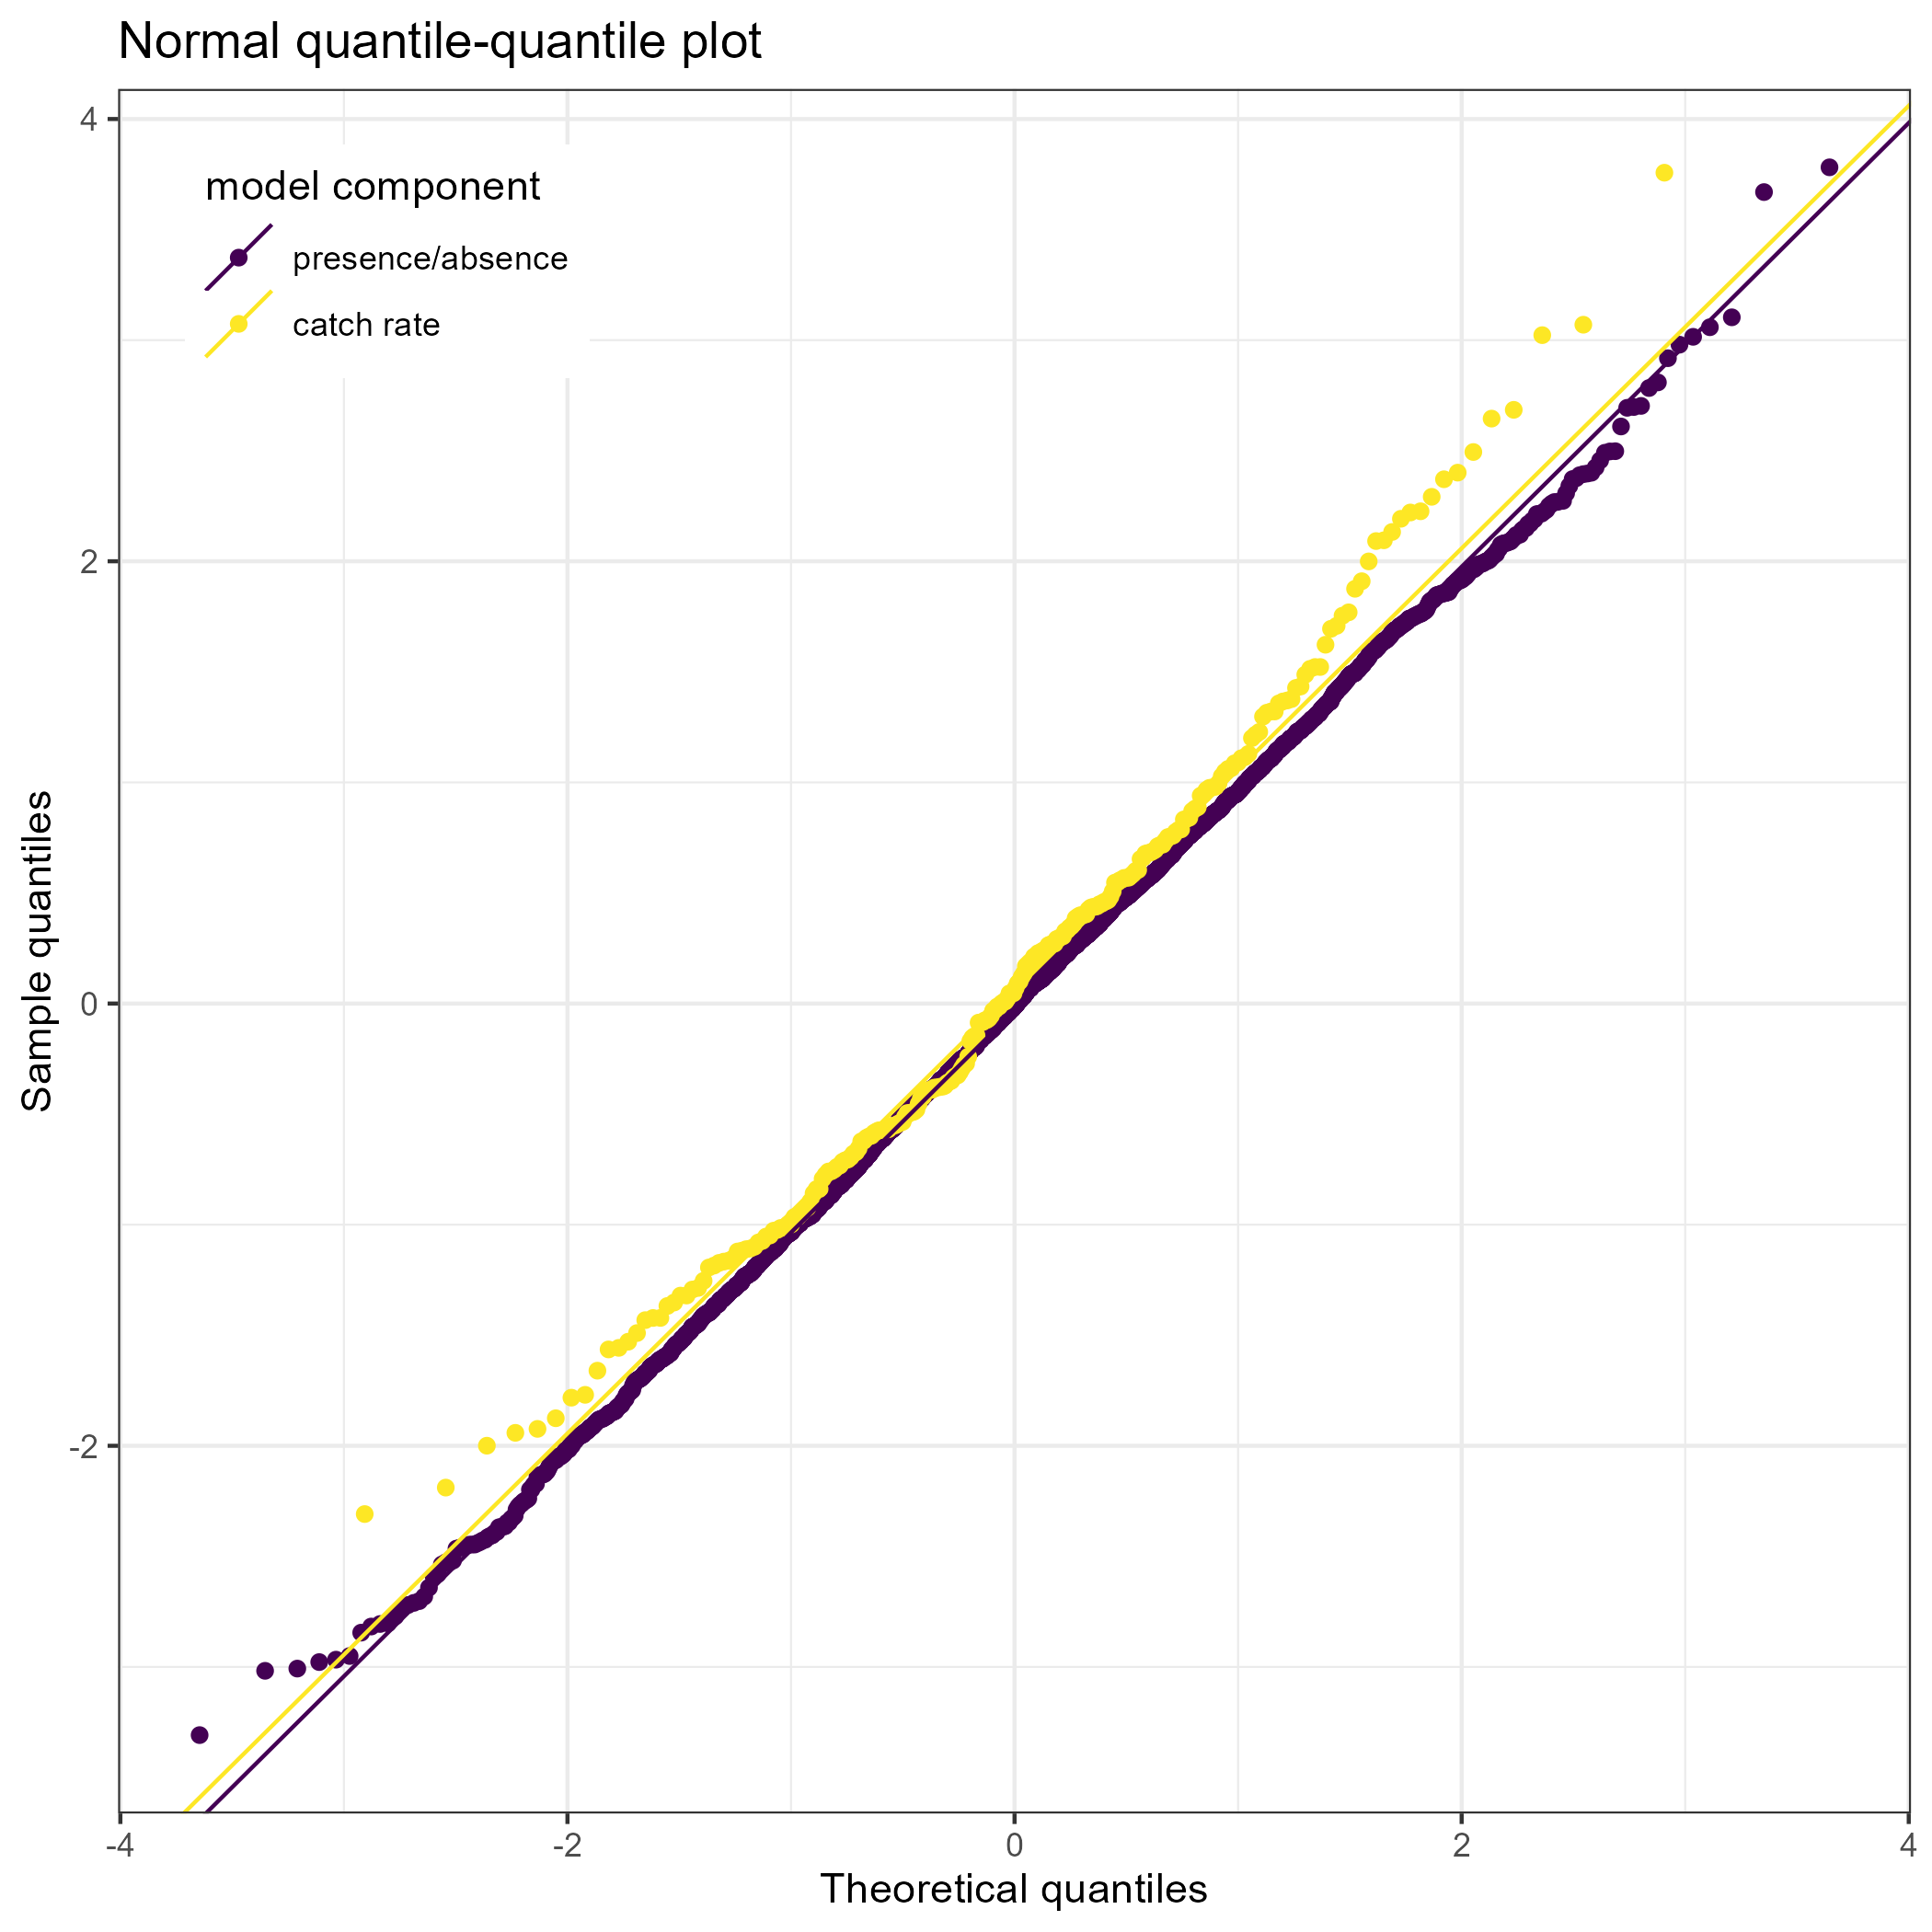 Normal quantile-quantile plot
model component
presence/absence
catch rate
4
2
0
-2
Sample quantiles
-4
-2
0
2
4
Theoretical quantiles